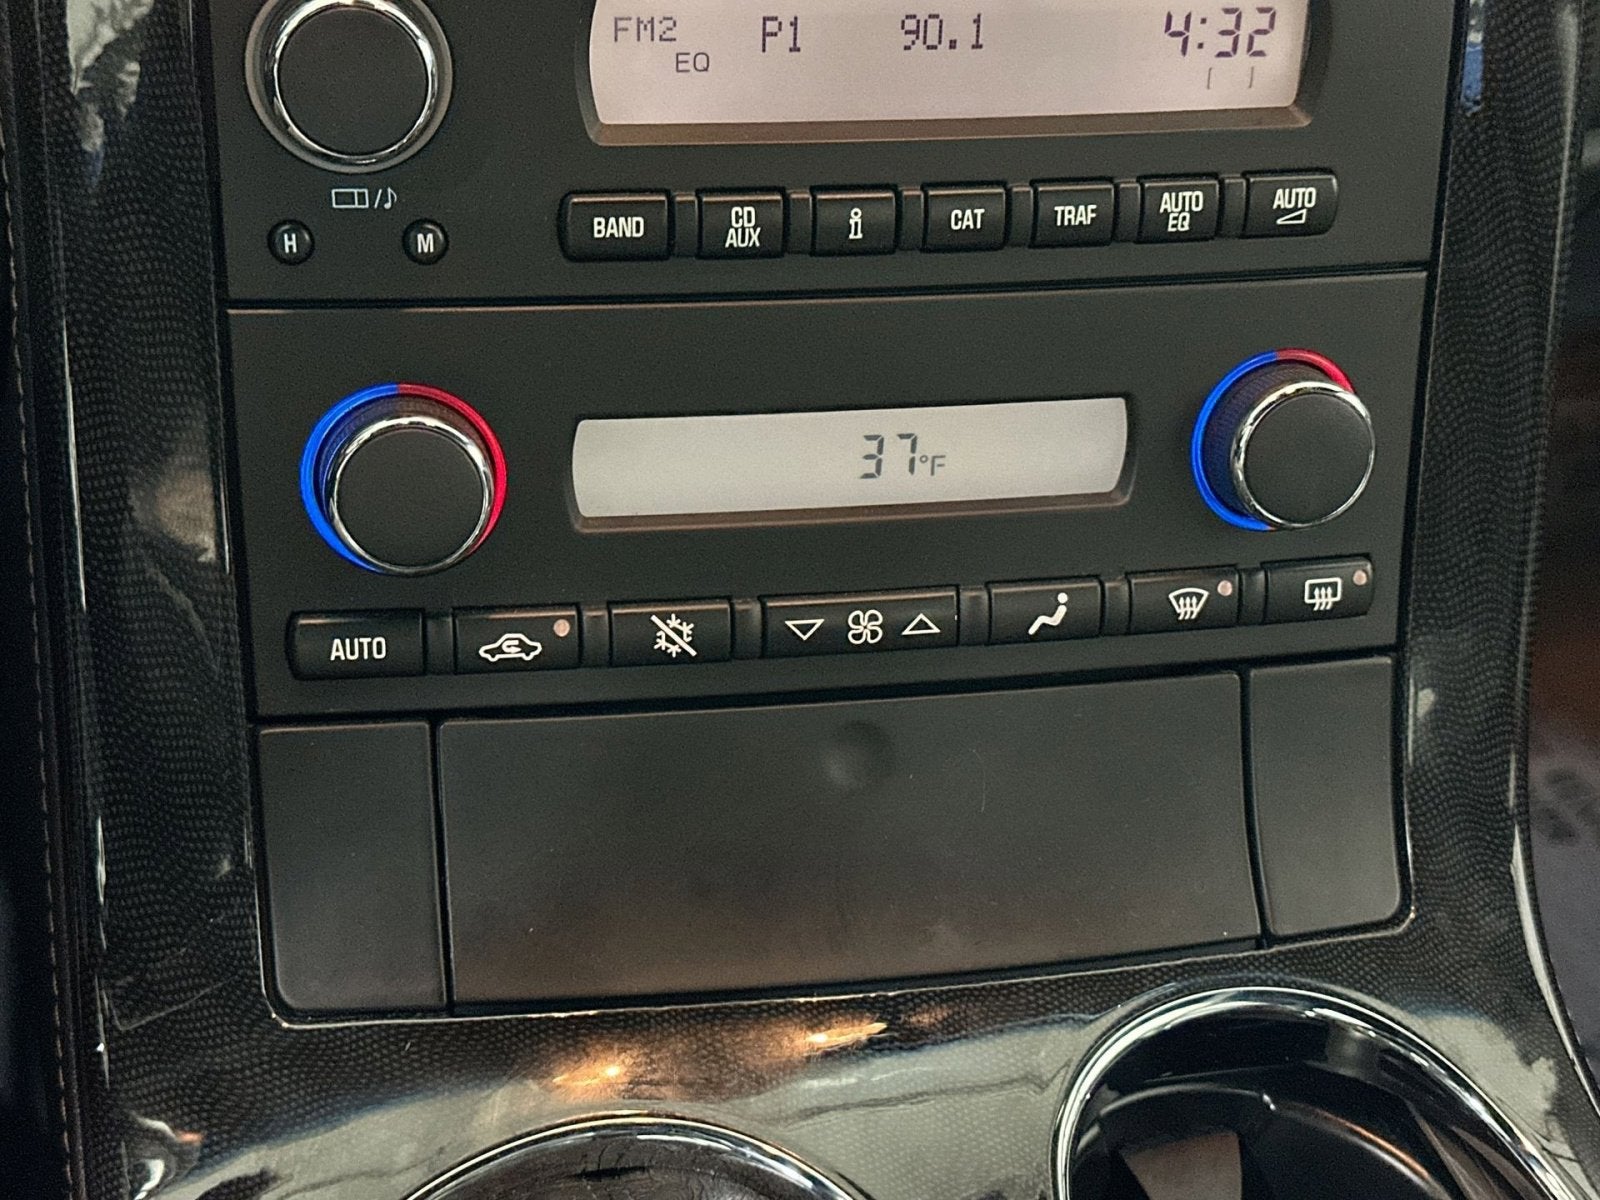 FM2 P1 90.1 4:32
EQ [ ]
H M
BAND CD AUX i CAT TRAF AUTO EQ AUTO
37°F
AUTO